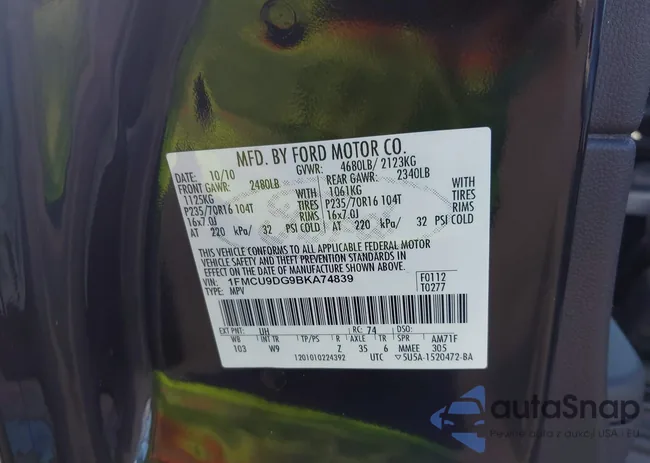 MFD. BY FORD MOTOR CO.
DATE: 10/10 GVWR: 4680LB/ 2123KG
FRONT GAWR: 2480LB REAR GAWR: 2340LB
1125KG WITH 1061KG WITH
P235/70R16 104T TIRES P235/70R16 104T TIRES
16x7.0J RIMS 16x7.0J RIMS
AT 220 kPa/ 32 PSI COLD AT 220 kPa/ 32 PSI COLD
THIS VEHICLE CONFORMS TO ALL APPLICABLE FEDERAL MOTOR
VEHICLE SAFETY AND THEFT PREVENTION STANDARDS IN
EFFECT ON THE DATE OF MANUFACTURE SHOWN ABOVE.
VIN: 1FMCU9DG9BKA74839 F0112
TYPE: MPV T0277
EXT PNT: UH RC: 74 DSO:
WB INT TR TP/PS R AXLE TR SPR AM71F
103 W9 Z 35 6 MMEE 305
1201010224392 UTC 5U5A-1520472-BA
autoSnap
USA - EU